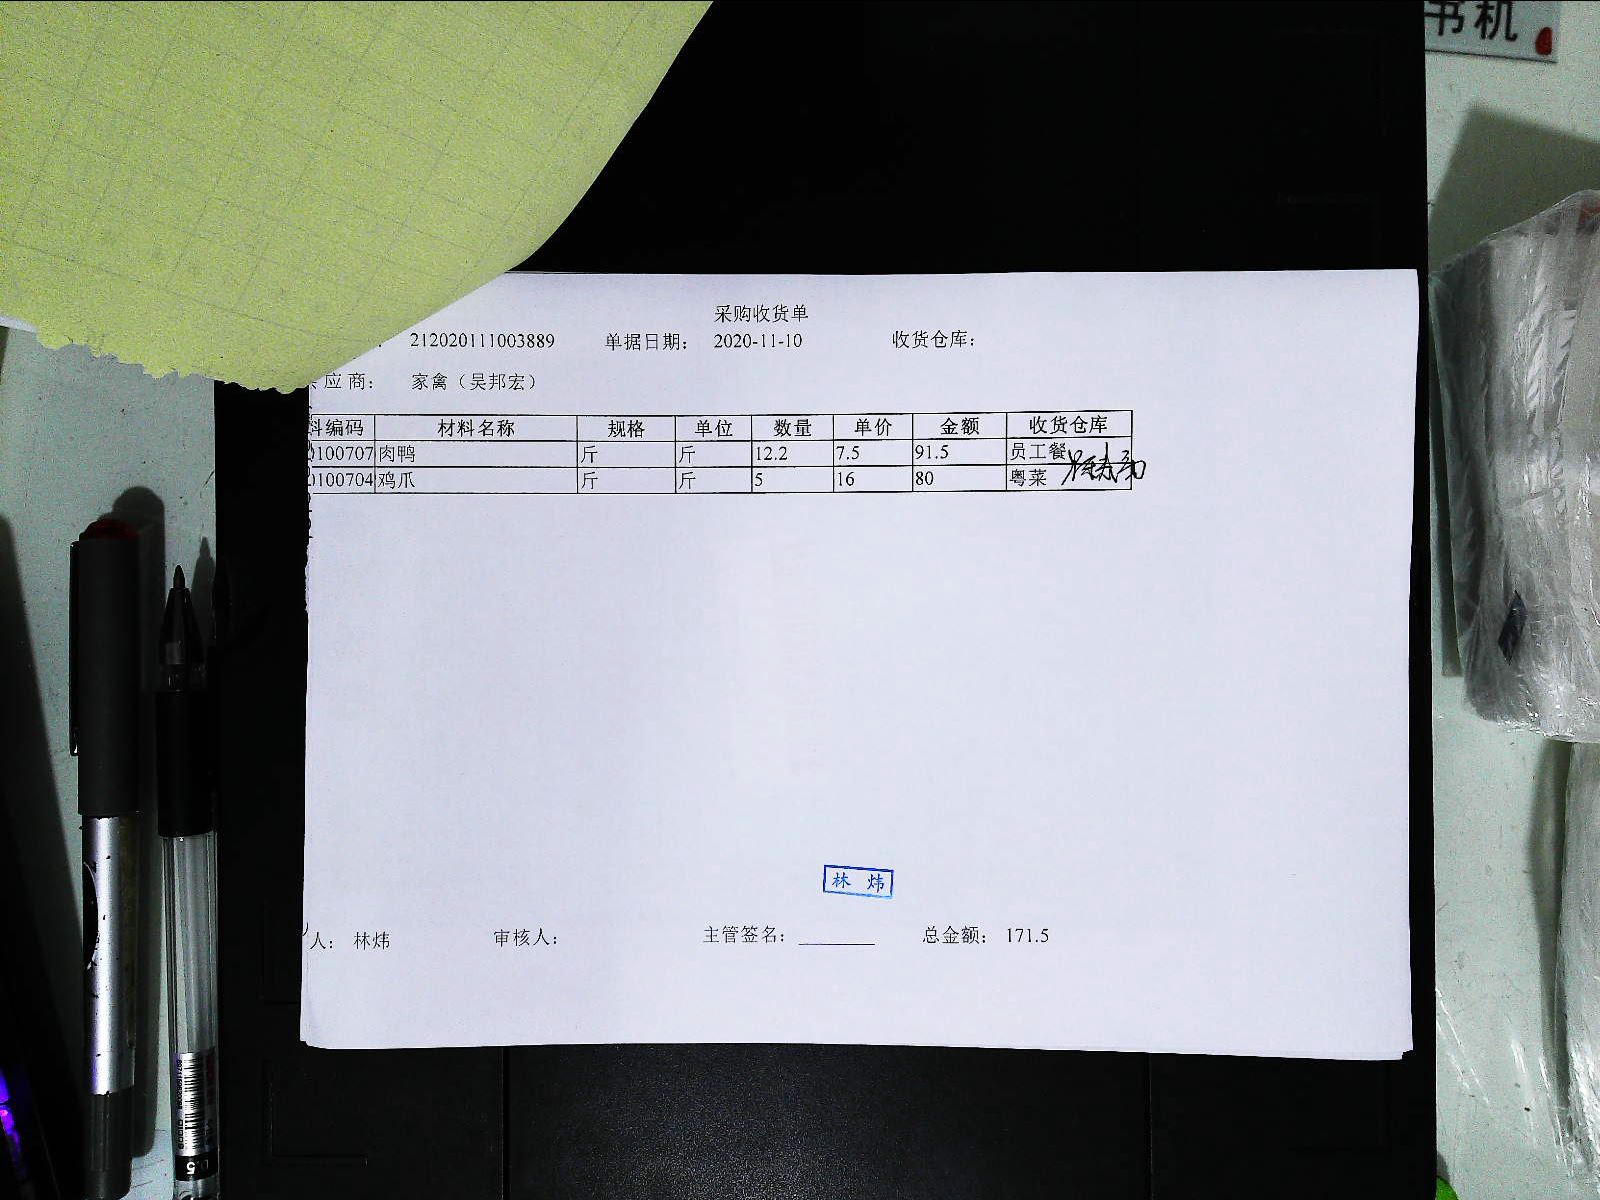 书机
采购收货单
212020111003889 单据日期： 2020-11-10 收货仓库：
应 商： 家禽（吴邦宏）
料编码 材料名称 规格 单位 数量 单价 金额 收货仓库
0100707 肉鸭 斤 斤 12.2 7.5 91.5 员工餐
0100704 鸡爪 斤 斤 5 16 80 粤菜
林 炜
人： 林炜 审核人： 主管签名： 总金额： 171.5
0.5